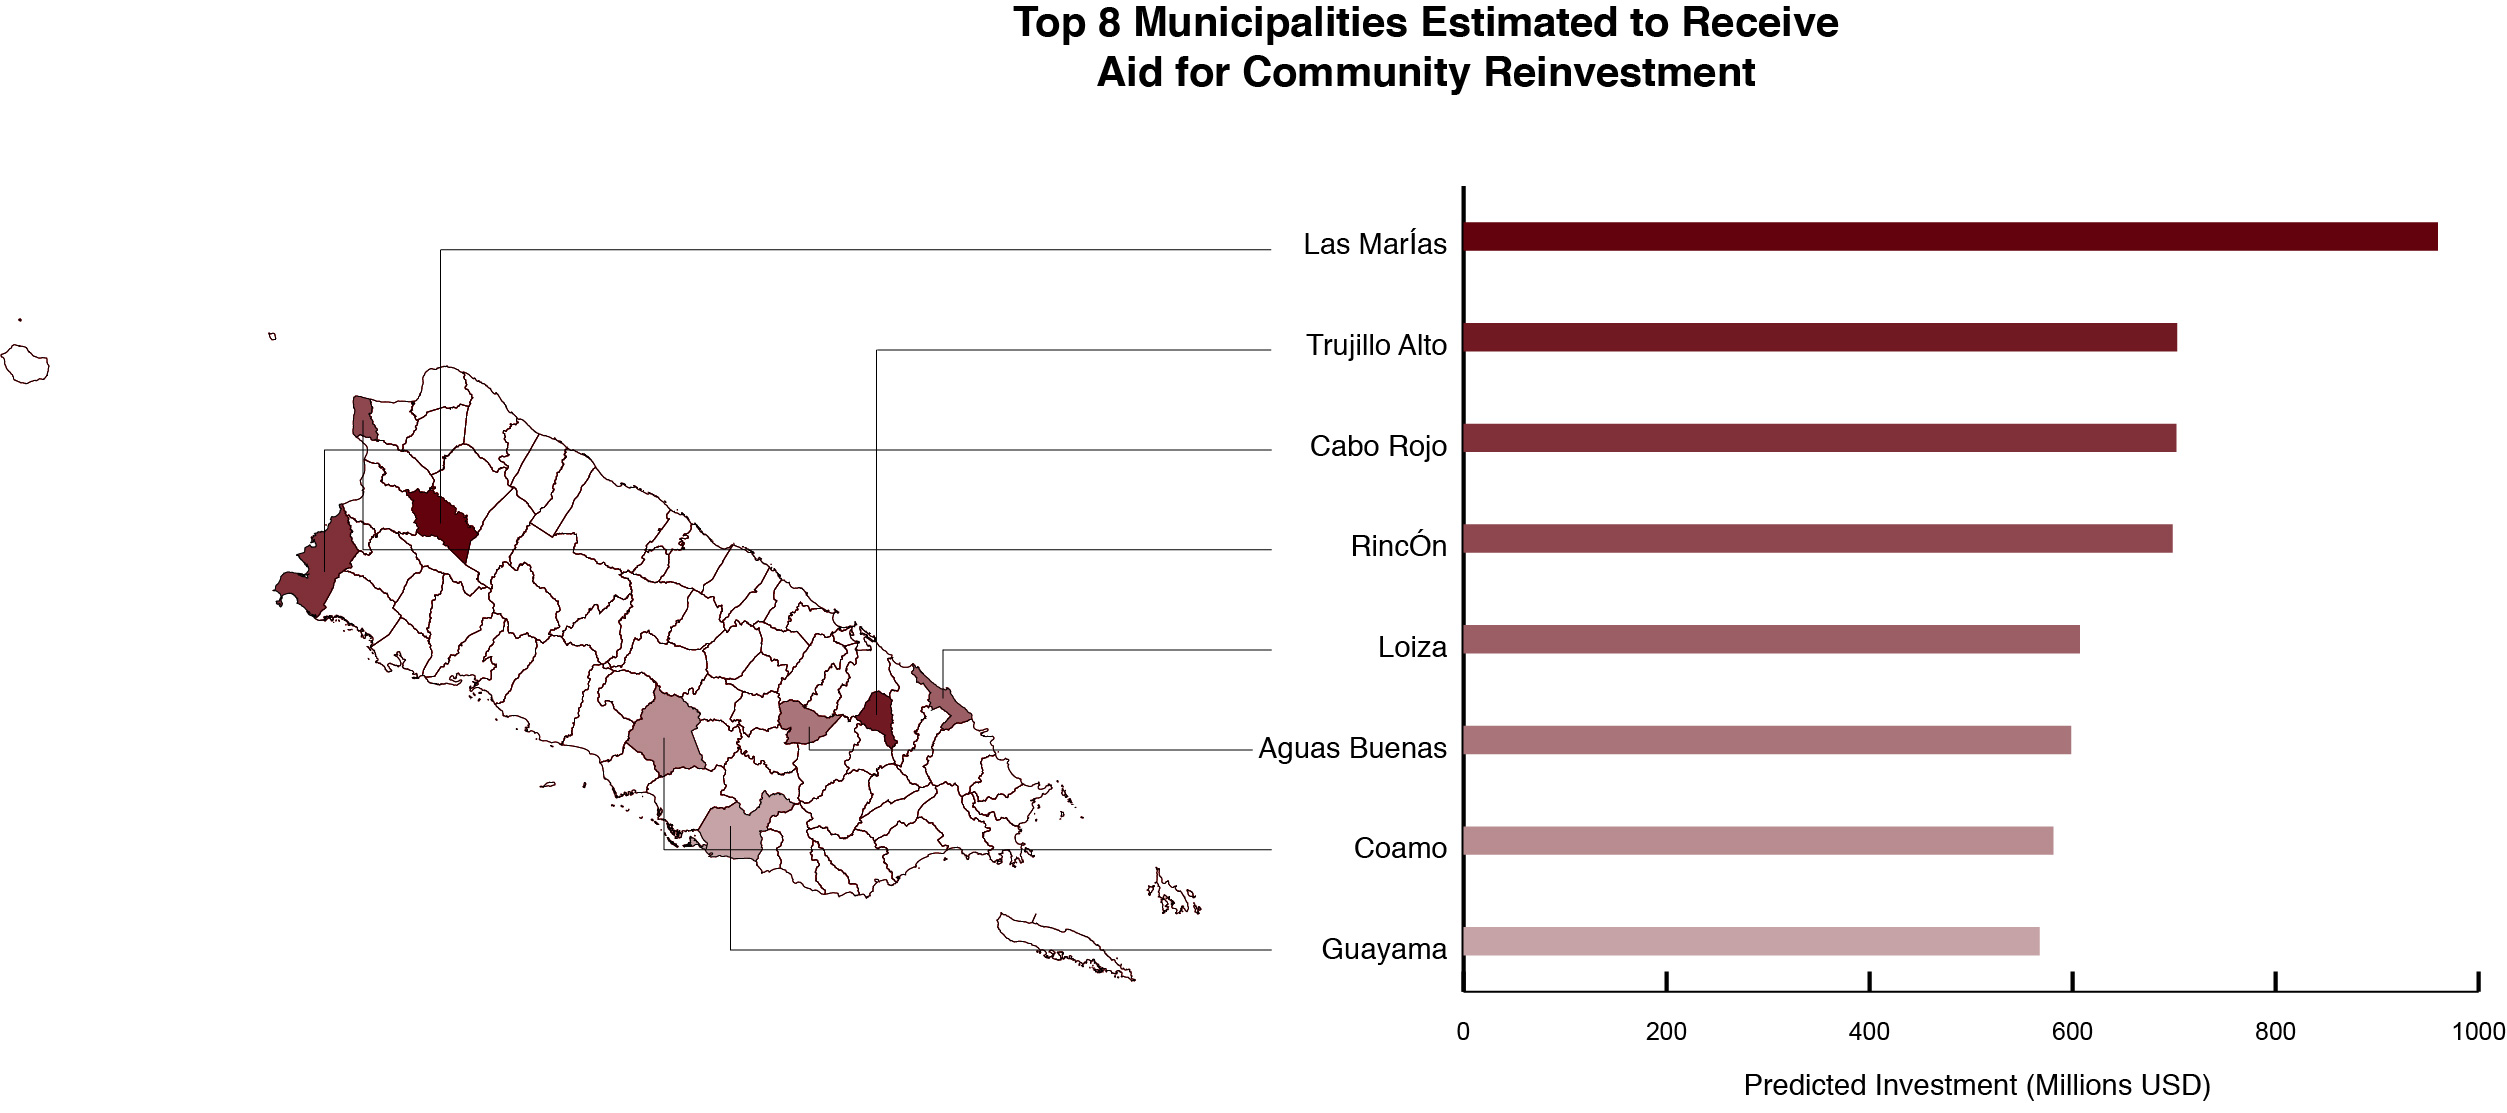 Top 8 Municipalities Estimated to Receive
Aid for Community Reinvestment
Las MarÍas
Trujillo Alto
Cabo Rojo
RincÓn
Loiza
Aguas Buenas
Coamo
Guayama
0 200 400 600 800 1000
Predicted Investment (Millions USD)